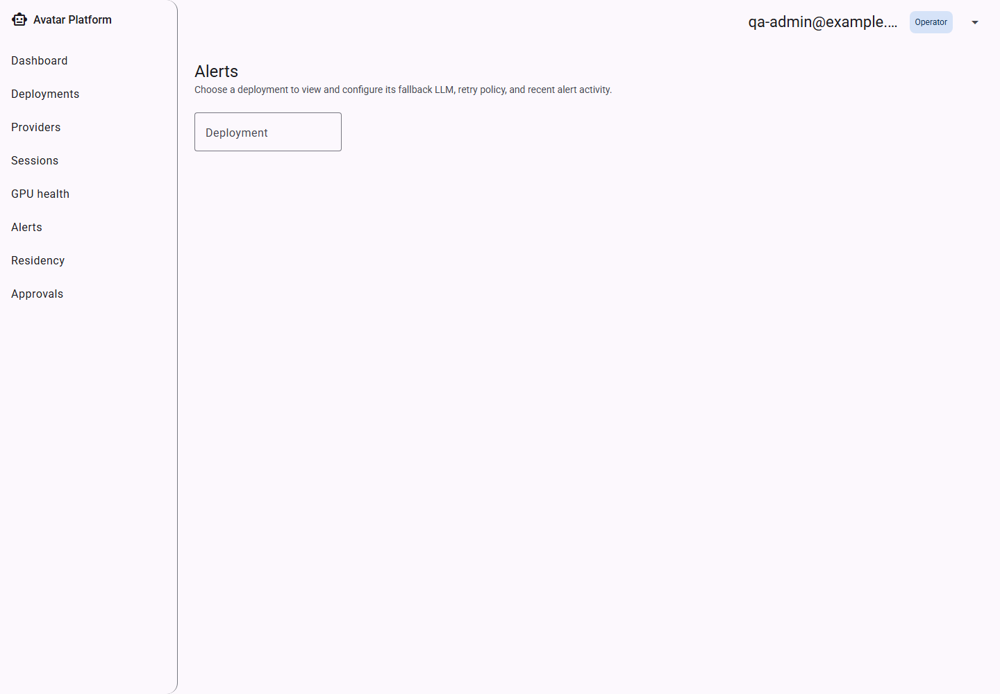 Avatar Platform
Dashboard
Deployments
Providers
Sessions
GPU health
Alerts
Residency
Approvals
qa-admin@example....
Operator
Alerts
Choose a deployment to view and configure its fallback LLM, retry policy, and recent alert activity.
Deployment